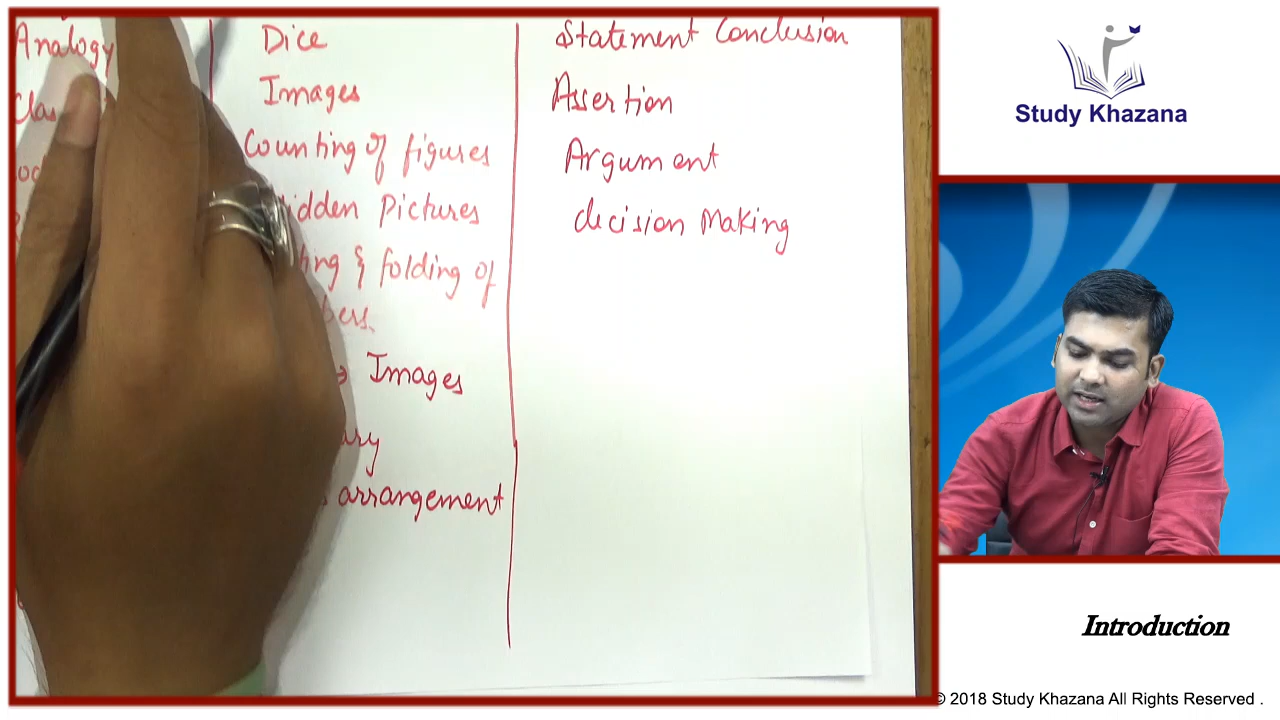 Analogy
Dice
Images
Counting of figures
Pictures
& folding of
Images
arrangement
Statement Conclusion
Assertion
Argument
decision Making
Study Khazana
Introduction
© 2018 Study Khazana All Rights Reserved .